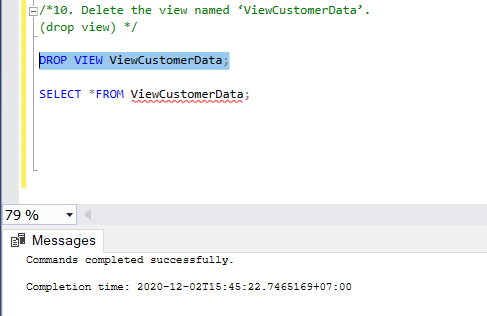 /*10. Delete the view named ‘ViewCustomerData’.
(drop view) */
DROP VIEW ViewCustomerData;
SELECT *FROM ViewCustomerData;
79 %
Messages
Commands completed successfully.
Completion time: 2020-12-02T15:45:22.7465169+07:00